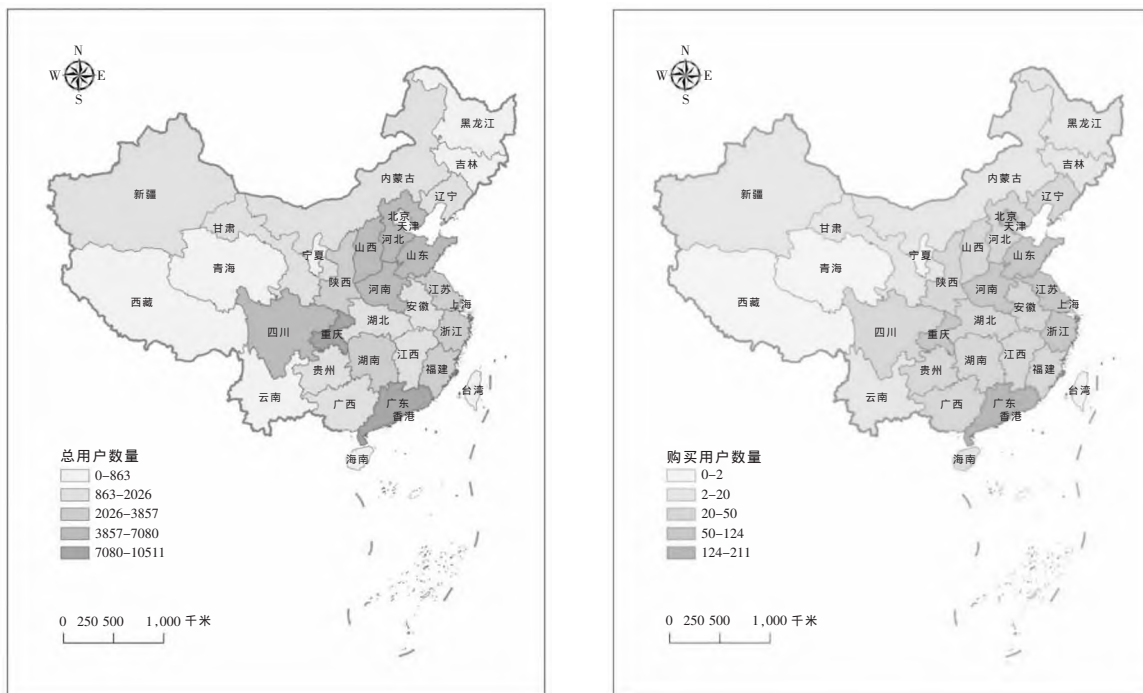 N
W E
S
黑龙江
吉林
辽宁
内蒙古
新疆
甘肃
北京
天津
河北
山西
山东
宁夏
青海
陕西
河南
江苏
西藏
安徽
上海
湖北
四川
重庆
浙江
江西
湖南
贵州
福建
云南
台湾
广西
广东
香港
海南
总用户数量
0-863
863-2026
2026-3857
3857-7080
7080-10511
0 250 500 1,000 千米
N
W E
S
黑龙江
吉林
辽宁
内蒙古
新疆
甘肃
北京
天津
河北
山西
山东
宁夏
青海
陕西
河南
江苏
西藏
安徽
上海
湖北
四川
重庆
浙江
江西
湖南
贵州
福建
云南
台湾
广西
广东
香港
海南
购买用户数量
0-2
2-20
20-50
50-124
124-211
0 250 500 1,000 千米